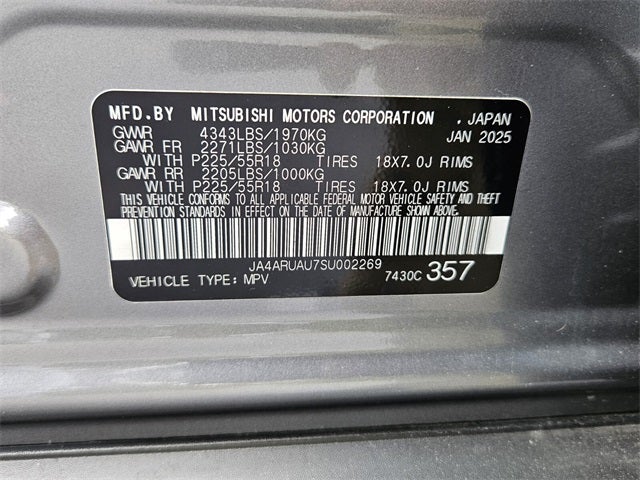 MFD.BY MITSUBISHI MOTORS CORPORATION . JAPAN
GVWR 4343LBS/1970KG JAN 2025
GAWR FR 2271LBS/1030KG
WITH P225/55R18 TIRES 18X7.0J RIMS
GAWR RR 2205LBS/1000KG
WITH P225/55R18 TIRES 18X7.0J RIMS
THIS VEHICLE CONFORMS TO ALL APPLICABLE FEDERAL MOTOR VEHICLE SAFETY AND THEFT
PREVENTION STANDARDS IN EFFECT ON THE DATE OF MANUFACTURE SHOWN ABOVE.
JA4ARUAU7SU002269
VEHICLE TYPE: MPV 7430C 357